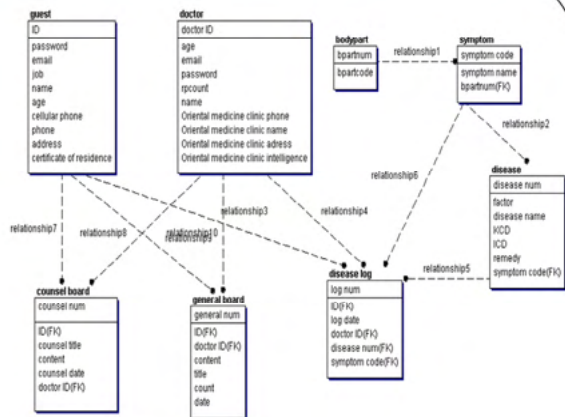 guest
ID
password
email
job
name
age
cellular phone
phone
address
certificate of residence
doctor
doctor ID
age
email
password
rpcount
name
Oriental medicine clinic phone
Oriental medicine clinic name
Oriental medicine clinic adress
Oriental medicine clinic intelligence
bodypart
bpartnum
bpartcode
relationship1
symptom
symptom code
symptom name
bpartnum(FK)
relationship2
disease
disease num
factor
disease name
KCD
ICD
remedy
symptom code(FK)
relationship6
relationship3
relationship4
relationship7
relationship8
relationship9
relationship10
relationship5
counsel board
counsel num
ID(FK)
counsel title
content
counsel date
doctor ID(FK)
general board
general num
ID(FK)
doctor ID(FK)
content
title
count
date
disease log
log num
ID(FK)
log date
doctor ID(FK)
disease num(FK)
symptom code(FK)